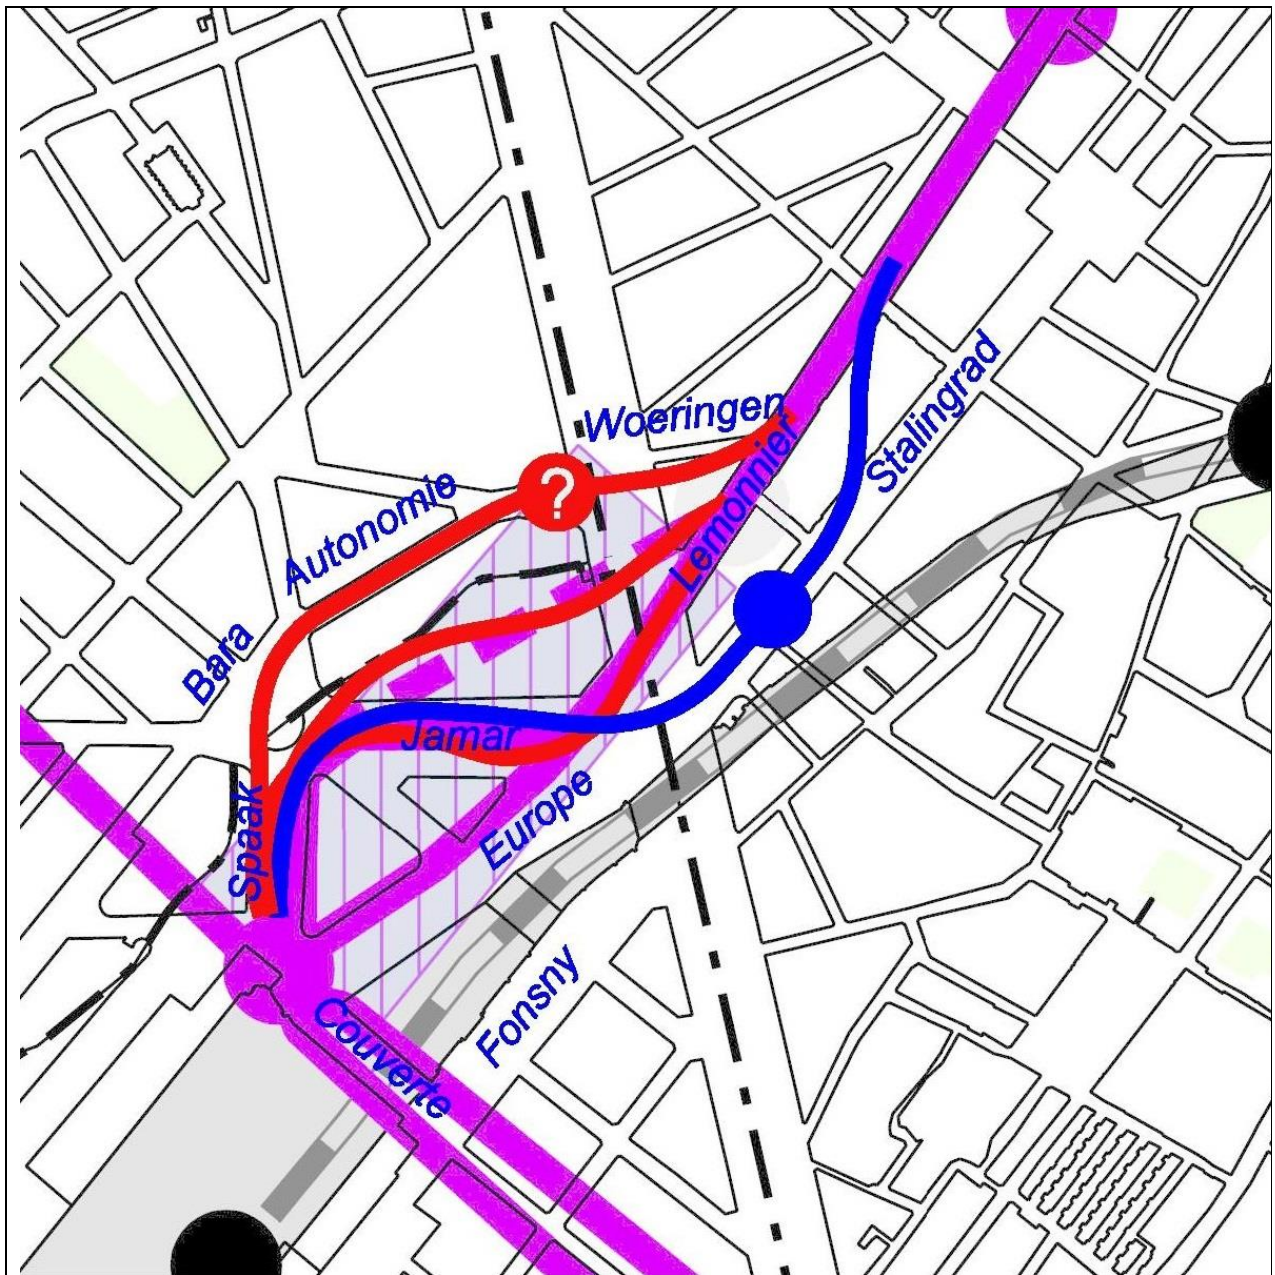 Stalingrad
Woeringen
Lemonnier
?
Autonomie
Bara
Jamar
Spaak
Europe
Fonsny
Couverte